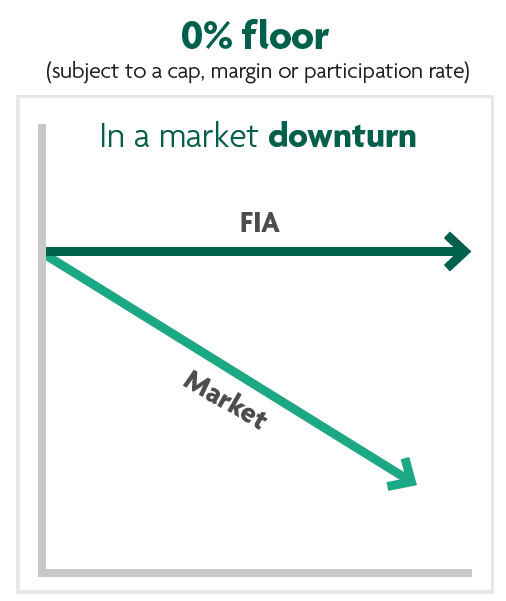 0% floor
(subject to a cap, margin or participation rate)
In a market downturn
FIA
Market